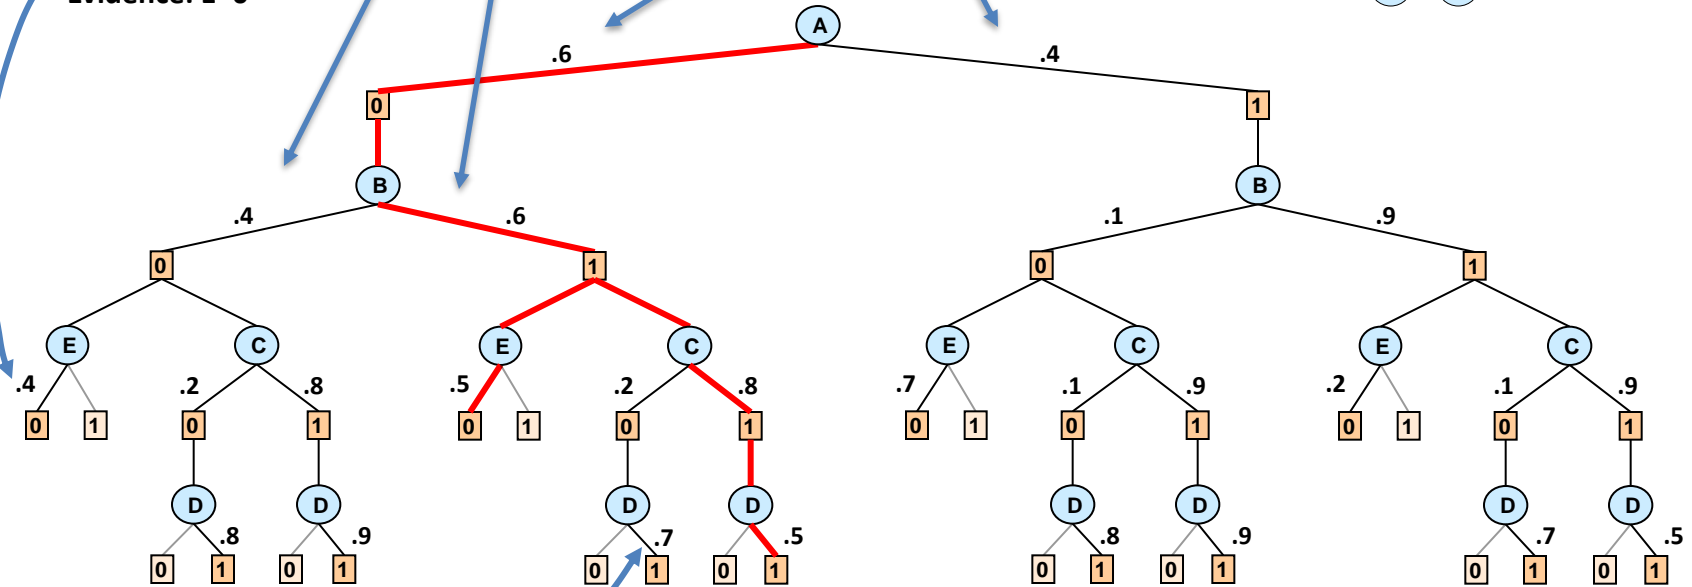 Evidence:
A
.6 .4
0 1
B B
.4 .6 .1 .9
0 1 0 1
E C E C E C E C
.4 .2 .8 .5 .2 .8 .7 .1 .9 .2 .1 .9
0 1 0 1 0 1 0 1 0 1 0 1 0 1 0 1
D D D D D D D D
.8 .9 .7 .5 .8 .9 .7 .5
0 1 0 1 0 1 0 1 0 1 0 1 0 1 0 1